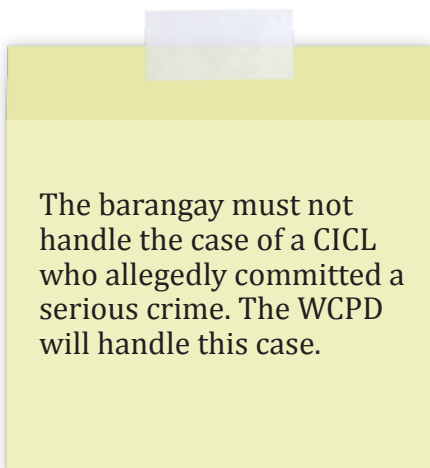 The barangay must not
handle the case of a CICL
who allegedly committed a
serious crime. The WCPD
will handle this case.